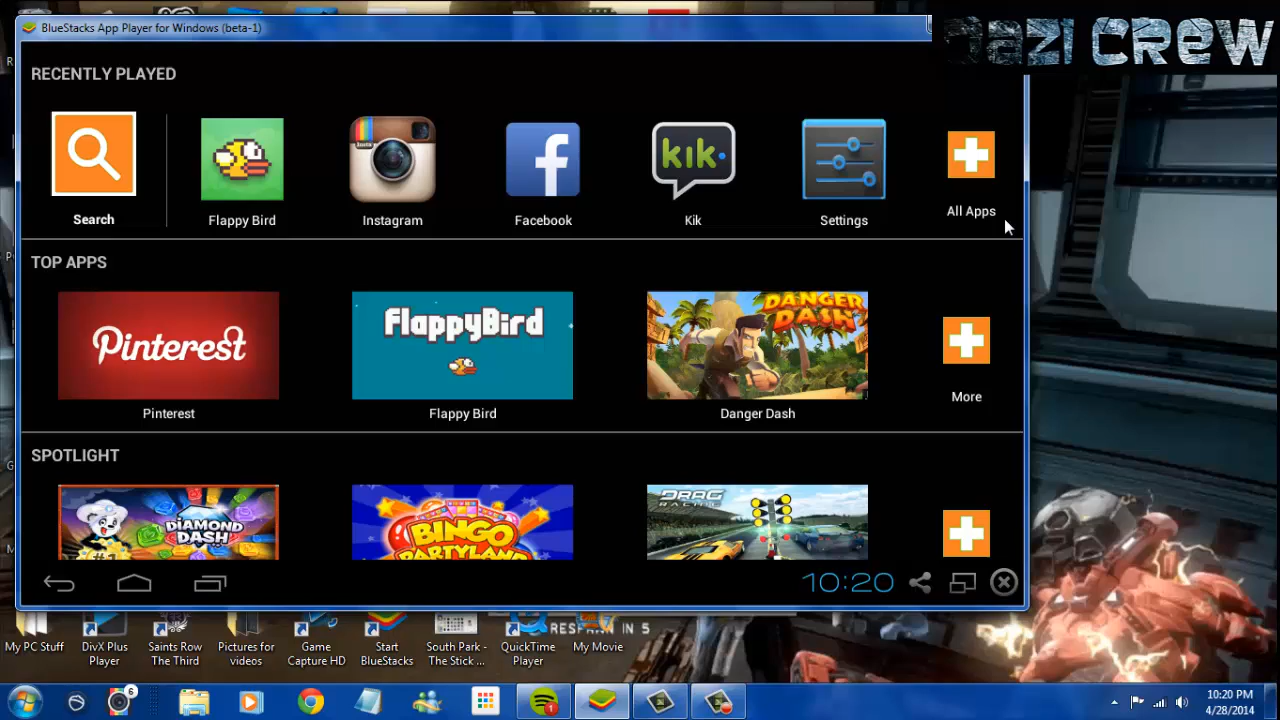 BlueStacks App Player for Windows (beta-1)
Crew
RECENTLY PLAYED
Insta
f
kik
Search
Flappy Bird
Instagram
Facebook
Kik
Settings
All Apps
TOP APPS
Pinterest
FlappyBird
DANGER
DASH
Pinterest
Flappy Bird
Danger Dash
More
SPOTLIGHT
DIAMOND
DASH
BINGO
PARTYLAND
DRAG
RACING
10:20
RESPAWN IN 5
My PC Stuff
DivX Plus
Player
Saints Row
The Third
Pictures for
videos
Game
Capture HD
Start
BlueStacks
South Park -
The Stick ...
QuickTime
Player
My Movie
6
1
10:20 PM
4/28/2014